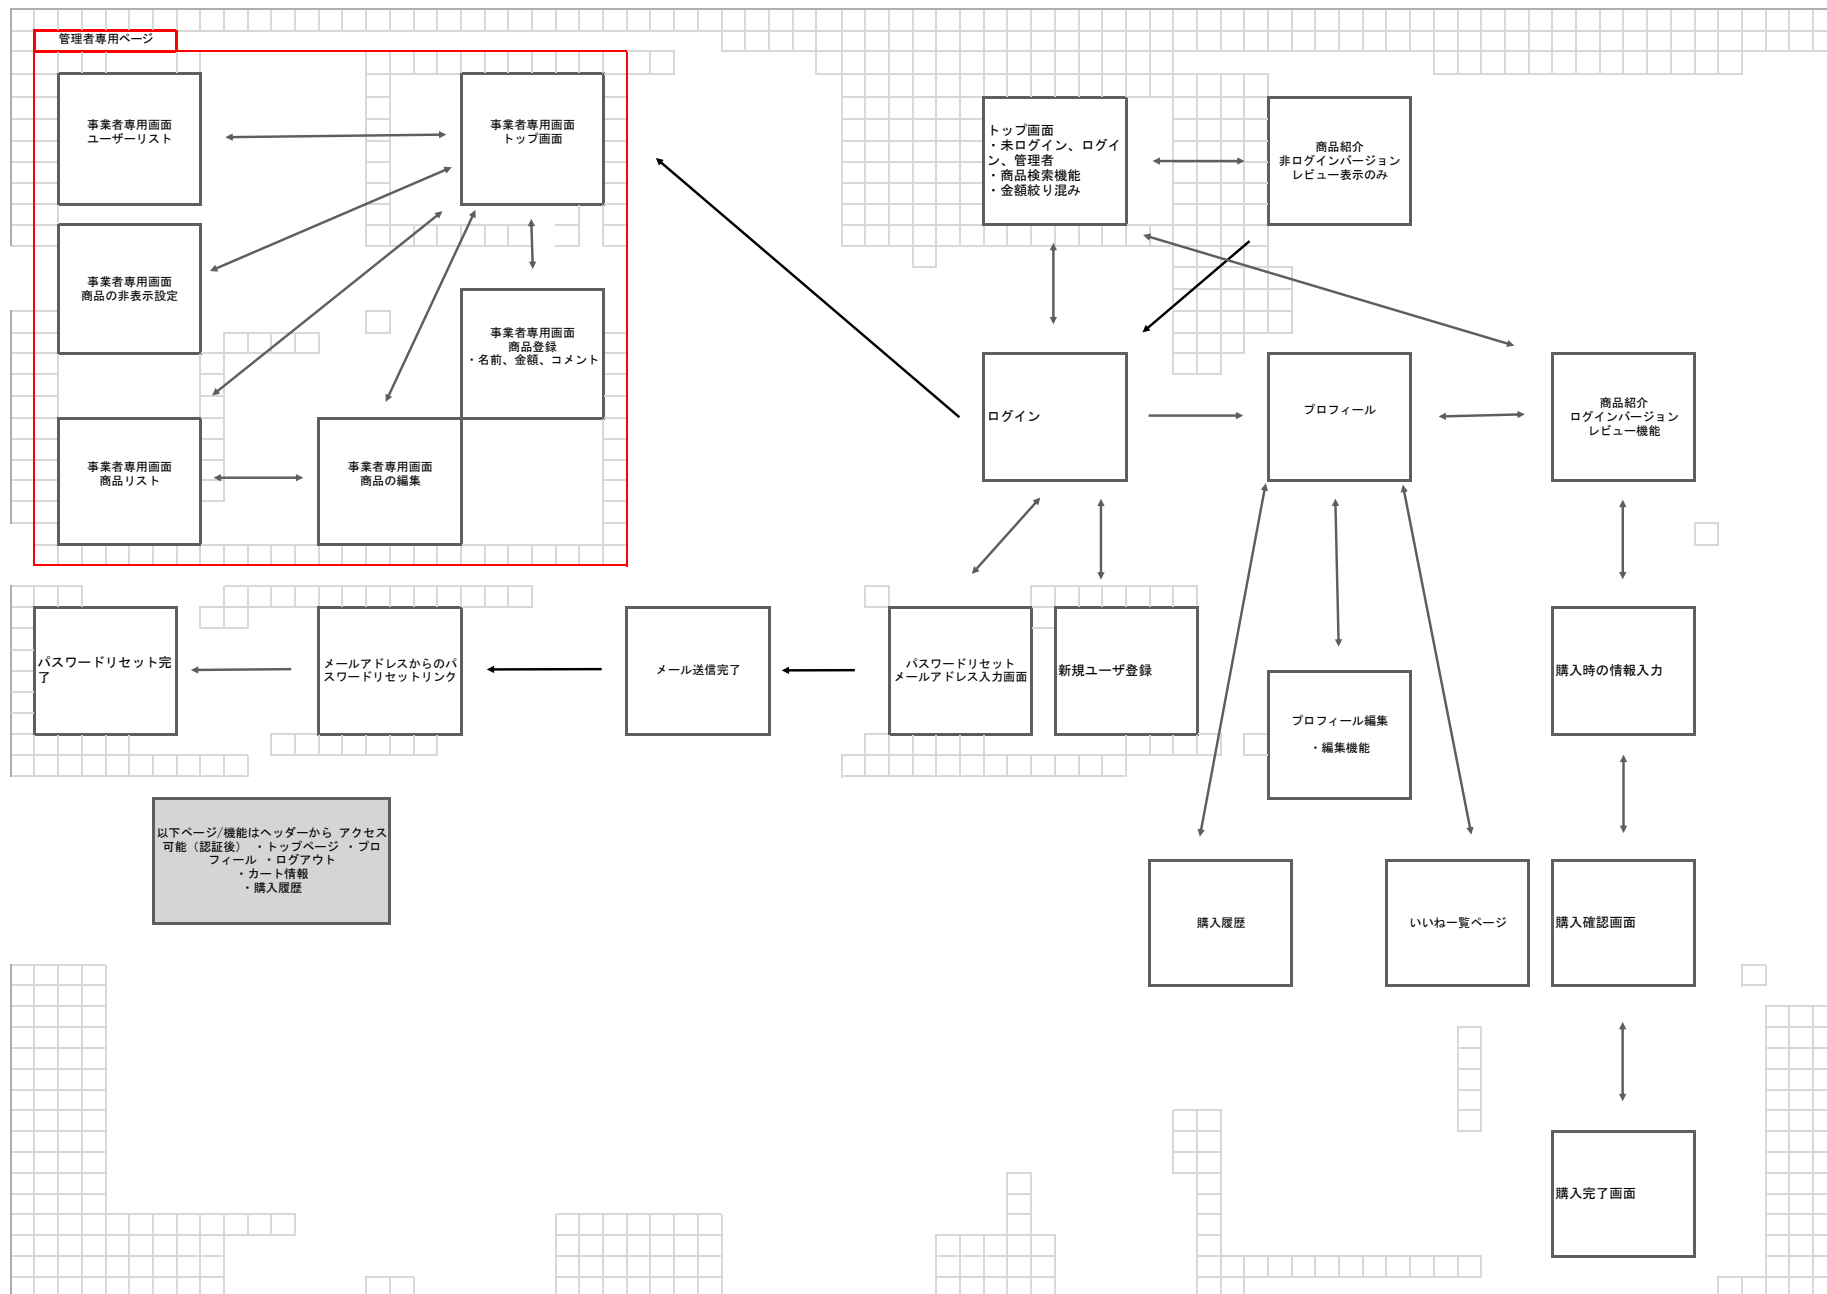 管理者専用ページ
事業者専用画面
ユーザーリスト
事業者専用画面
トップ画面
トップ画面
・未ログイン、ログイ
ン、管理者
・商品検索機能
・金額絞り混み
商品紹介
非ログインバージョン
レビュー表示のみ
事業者専用画面
商品の非表示設定
事業者専用画面
商品登録
・名前、金額、コメント
ログイン
プロフィール
商品紹介
ログインバージョン
レビュー機能
事業者専用画面
商品リスト
事業者専用画面
商品の編集
パスワードリセット完
了
メールアドレスからのパ
スワードリセットリンク
メール送信完了
パスワードリセット
メールアドレス入力画面
新規ユーザ登録
プロフィール編集
・編集機能
購入時の情報入力
以下ページ/機能はヘッダーから アクセス
可能（認証後） ・トップページ ・プロ
フィール ・ログアウト
・カート情報
・購入履歴
購入履歴
いいね一覧ページ
購入確認画面
購入完了画面